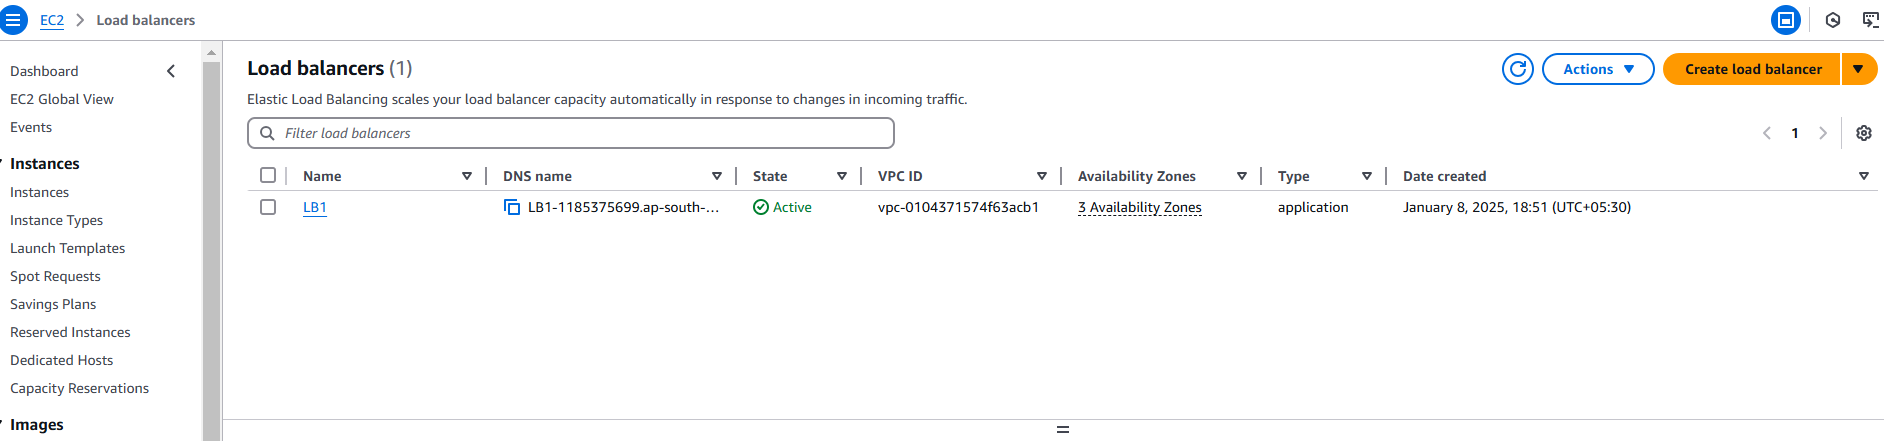 EC2 > Load balancers
Dashboard
EC2 Global View
Events
Instances
Instances
Instance Types
Launch Templates
Spot Requests
Savings Plans
Reserved Instances
Dedicated Hosts
Capacity Reservations
Images
Load balancers (1)
Actions
Create load balancer
Elastic Load Balancing scales your load balancer capacity automatically in response to changes in incoming traffic.
Filter load balancers
1
Name DNS name State VPC ID Availability Zones Type Date created
LB1 LB1-1185375699.ap-south-... Active vpc-0104371574f63acb1 3 Availability Zones application January 8, 2025, 18:51 (UTC+05:30)